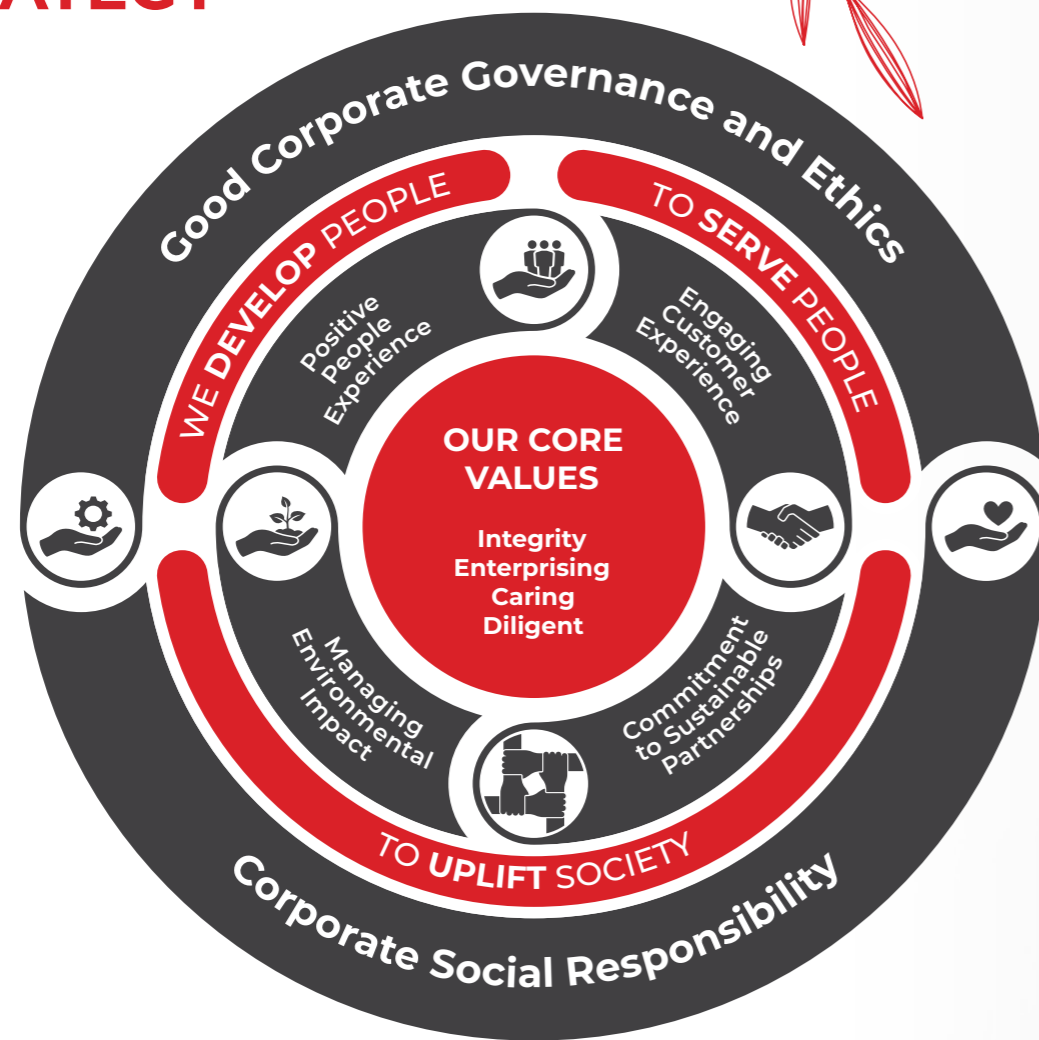 Good Corporate Governance and Ethics
WE DEVELOP PEOPLE
TO SERVE PEOPLE
Positive
People
Experience
Engaging
Customer
Experience
OUR CORE
VALUES
Integrity
Enterprising
Caring
Diligent
Managing
Environmental
Impact
Commitment
to Sustainable
Partnerships
TO UPLIFT SOCIETY
Corporate Social Responsibility